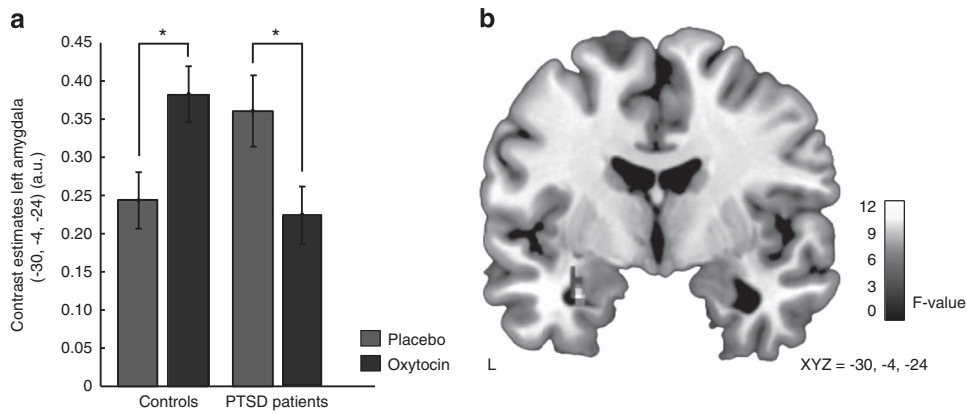 a
Contrast estimates left amygdala
(-30, -4, -24) (a.u.)
0.45
0.40
0.35
0.30
0.25
0.20
0.15
0.10
0.05
0
*
*
Controls
PTSD patients
Placebo
Oxytocin
b
12
9
6
3
0
F-value
L
XYZ = -30, -4, -24